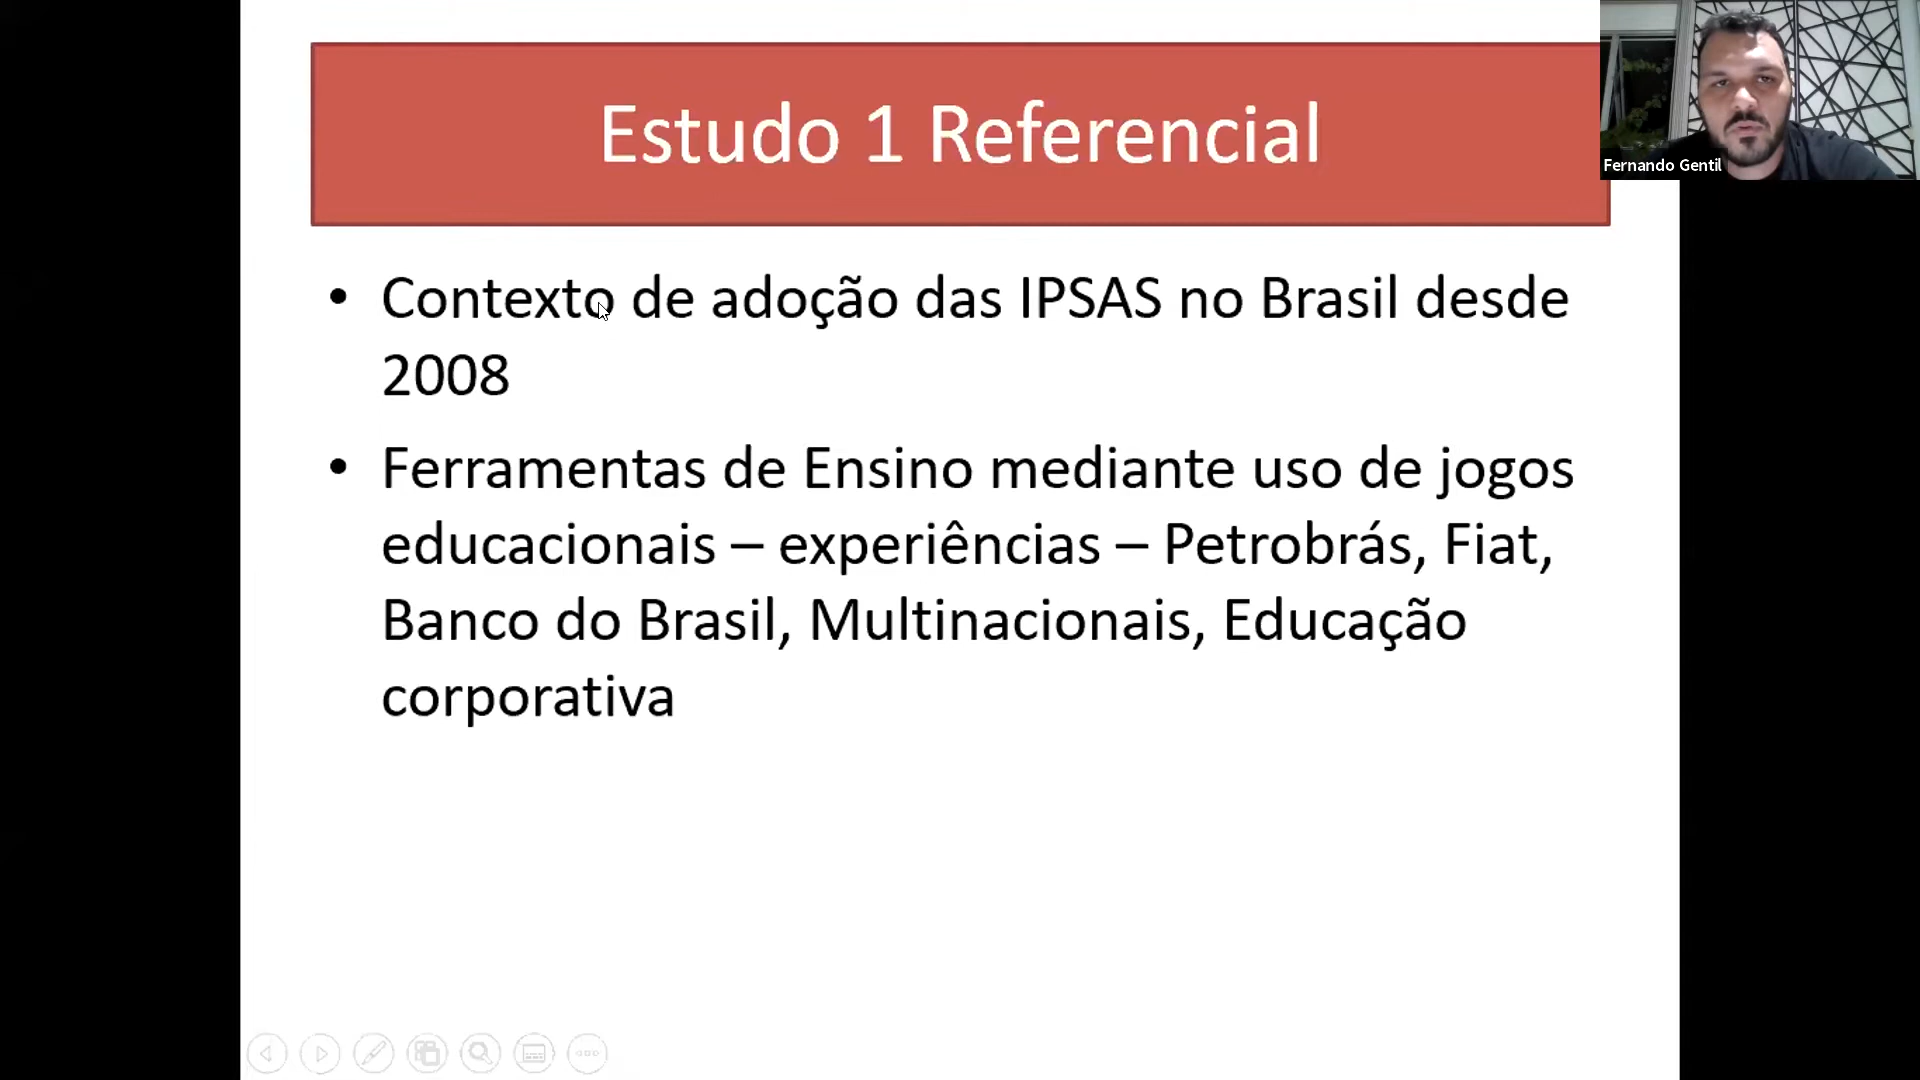 Estudo 1 Referencial
Fernando Gentil
• Contexto de adoção das IPSAS no Brasil desde
2008
• Ferramentas de Ensino mediante uso de jogos
educacionais – experiências – Petrobrás, Fiat,
Banco do Brasil, Multinacionais, Educação
corporativa